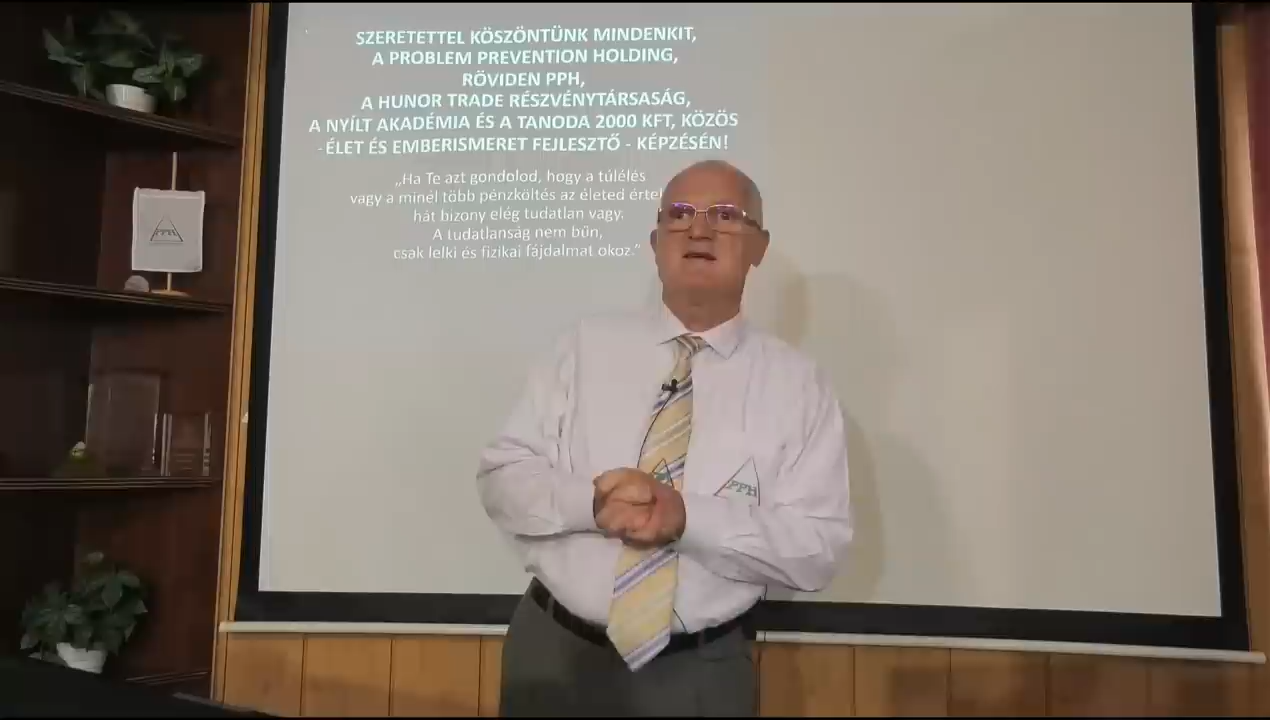 SZERETETTEL KÖSZÖNTÜNK MINDENKIT,
A PROBLEM PREVENTION HOLDING,
RÖVIDEN PPH,
A HUNOR TRADE RÉSZVÉNYTÁRSASÁG,
A NYÍLT AKADÉMIA ÉS A TANODA 2000 KFT, KÖZÖS
- ÉLET ÉS EMBERISMERET FEJLESZTŐ - KÉPZÉSÉN!
„Ha Te azt gondolod, hogy a túlélés
vagy a minél több pénzköltés az életed
hát bizony elég tudatlan vagy.
A tudatlanság nem bűn,
csak lelki és fizikai fájdalmat okoz.”
PPH
PPH